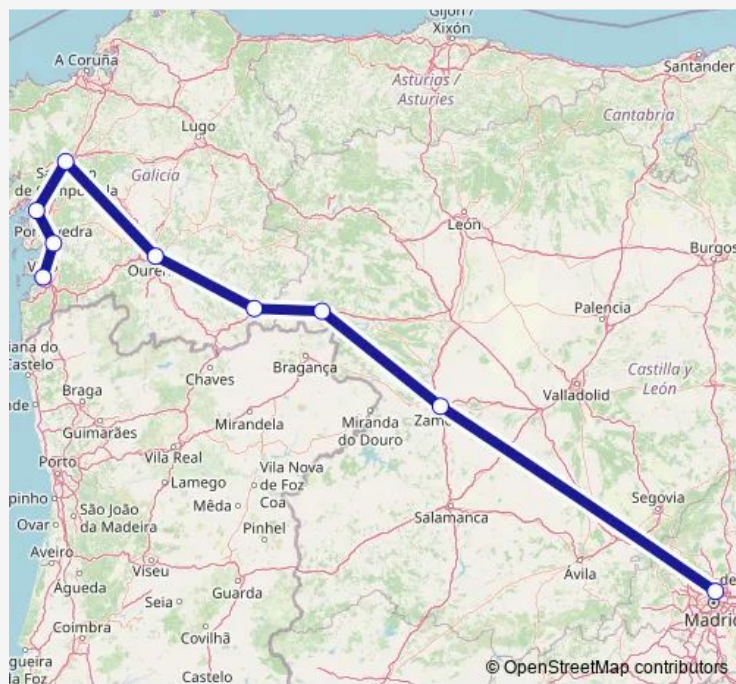 Gijón /
Xixón
A Coruña
Santander
Asturias /
Asturies
Cantabria
Lugo
Galicia
León
Burgos
Palencia
Chaves
Bragança
Castilla y
León
Valladolid
Braga
Guimarães
Mirandela
Miranda
do Douro
Vila Real
Porto
Lamego
Vila Nova
de Foz
Coa
Segovia
São João
da Madeira
Mêda
Salamanca
Ovar
Pinhel
Aveiro
Viseu
Ávila
Águeda
Seia
Guarda
Madrid
Coimbra
Covilhã
Castelo
© OpenStreetMap contributors